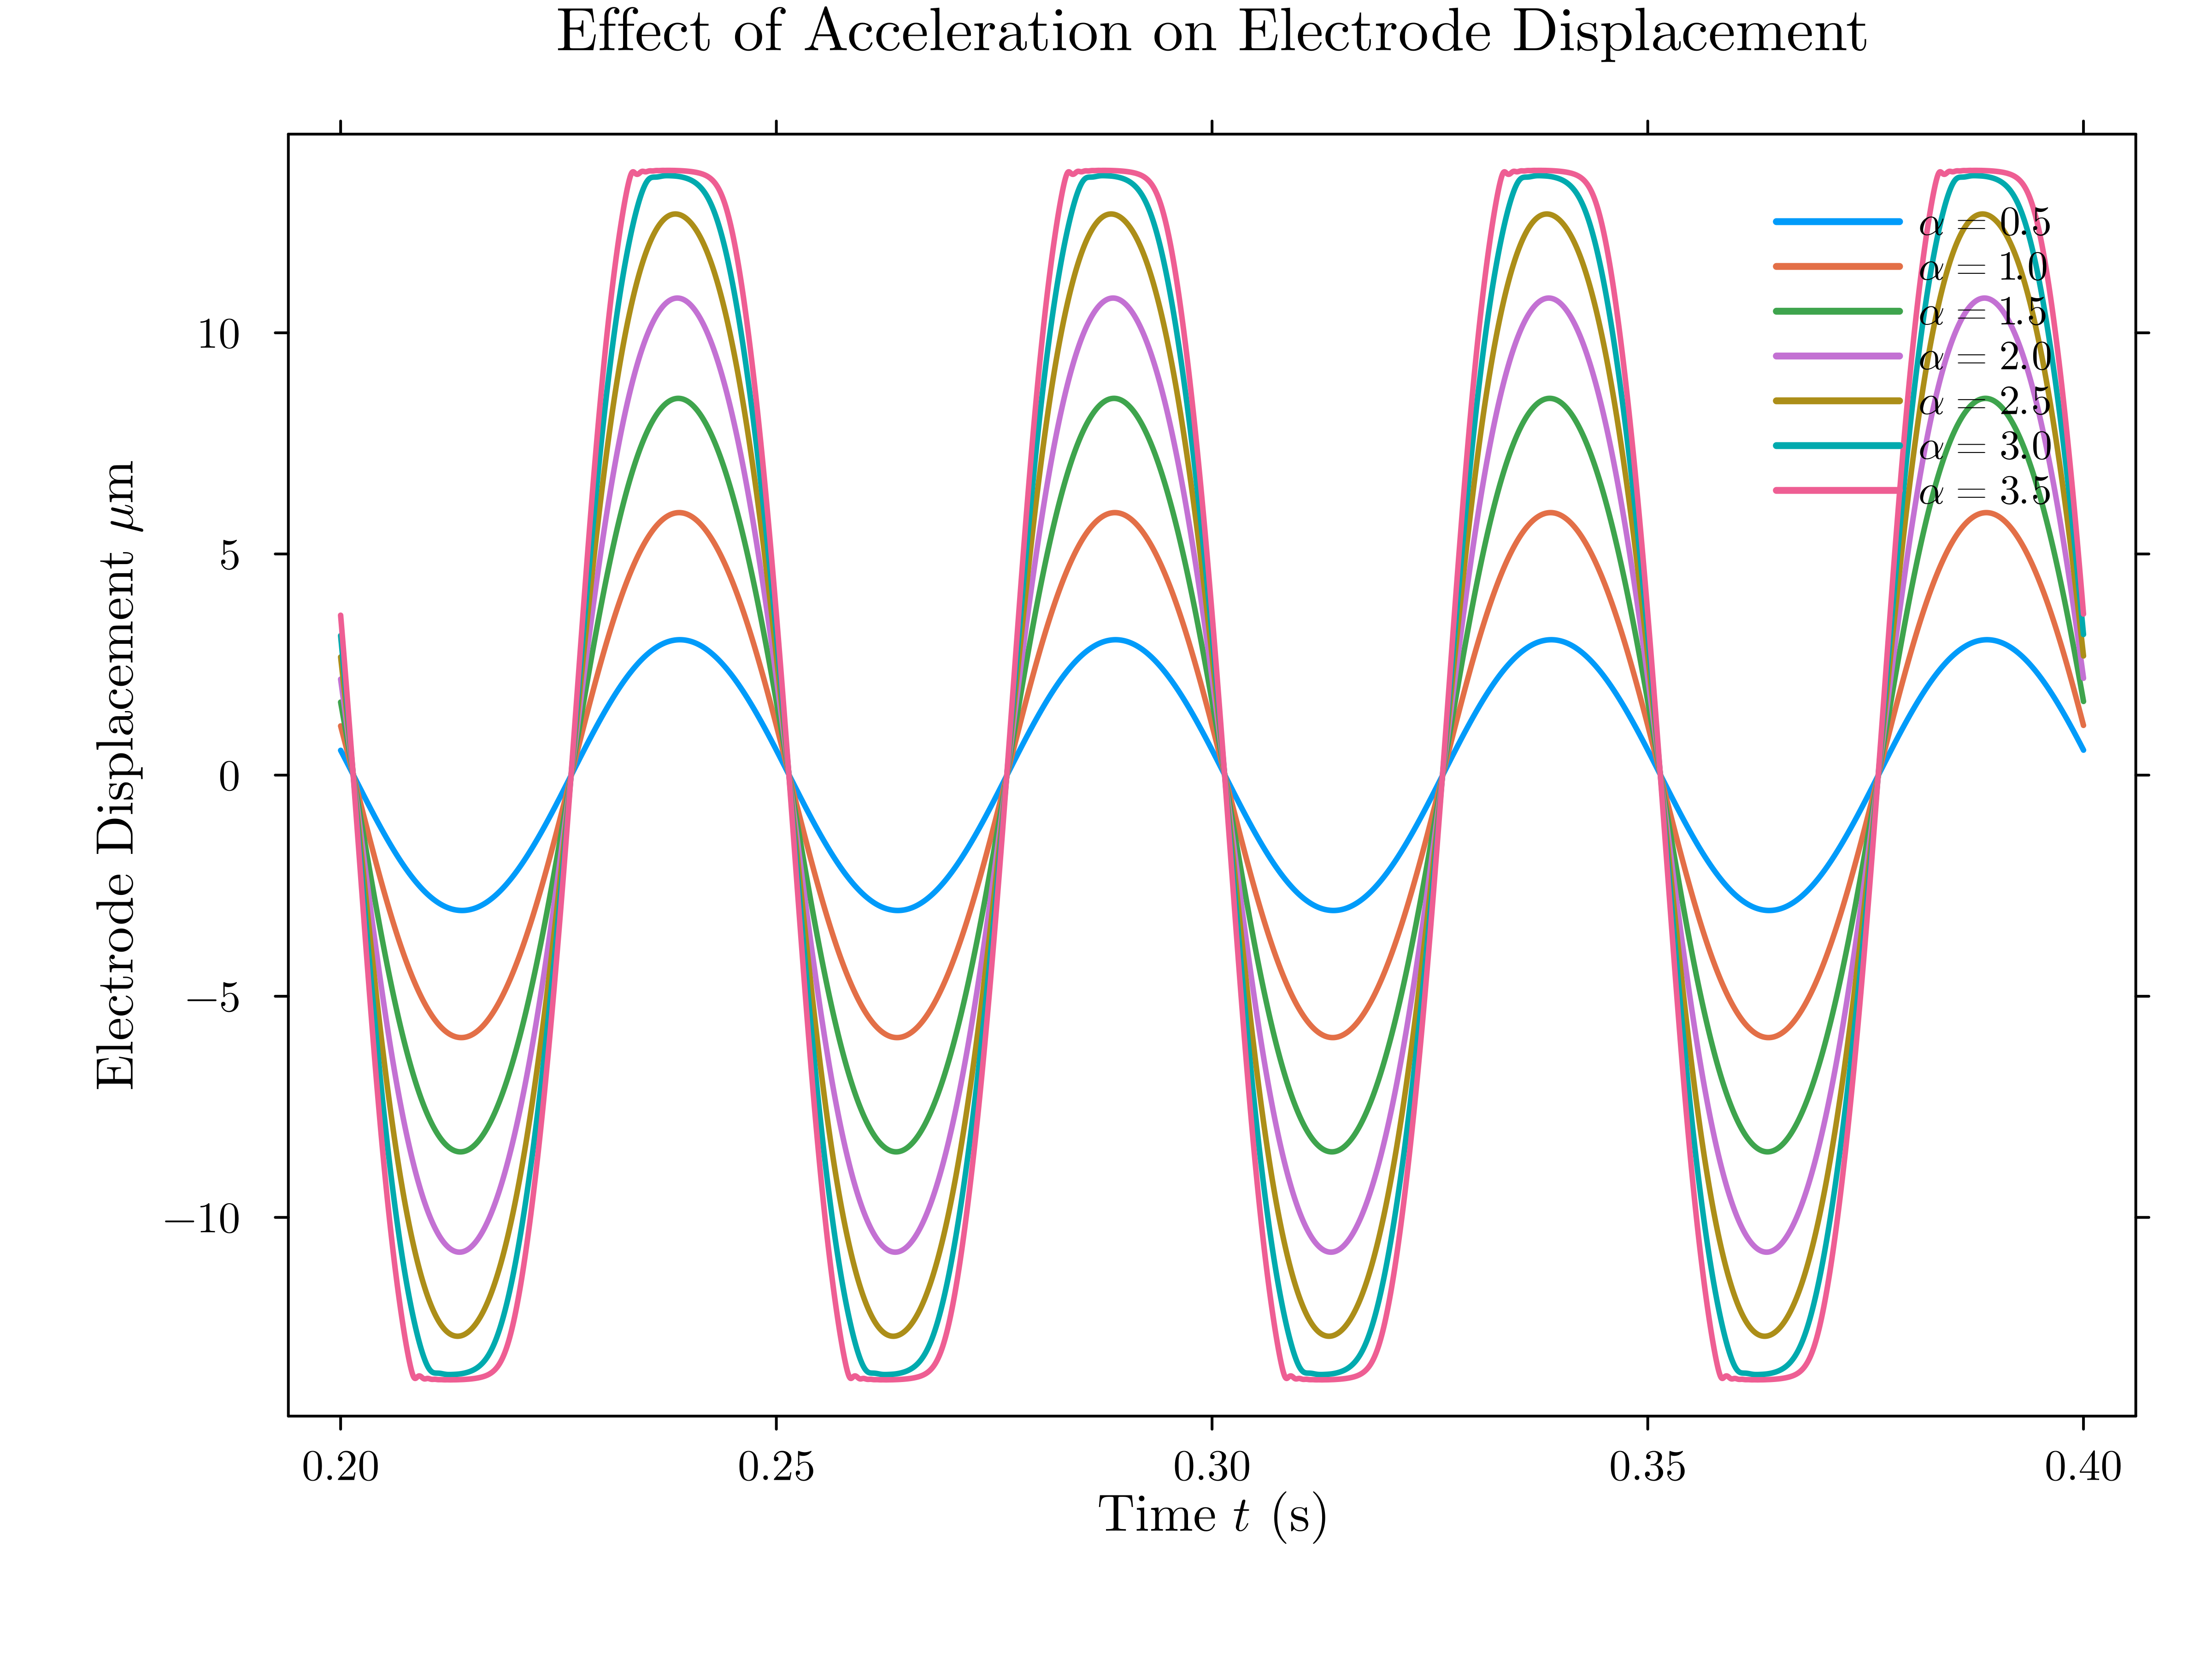 Effect of Acceleration on Electrode Displacement
Electrode Displacement μm
10
5
0
−5
−10
α = 0.5
α = 1.0
α = 1.5
α = 2.0
α = 2.5
α = 3.0
α = 3.5
0.20 0.25 0.30 0.35 0.40
Time t (s)